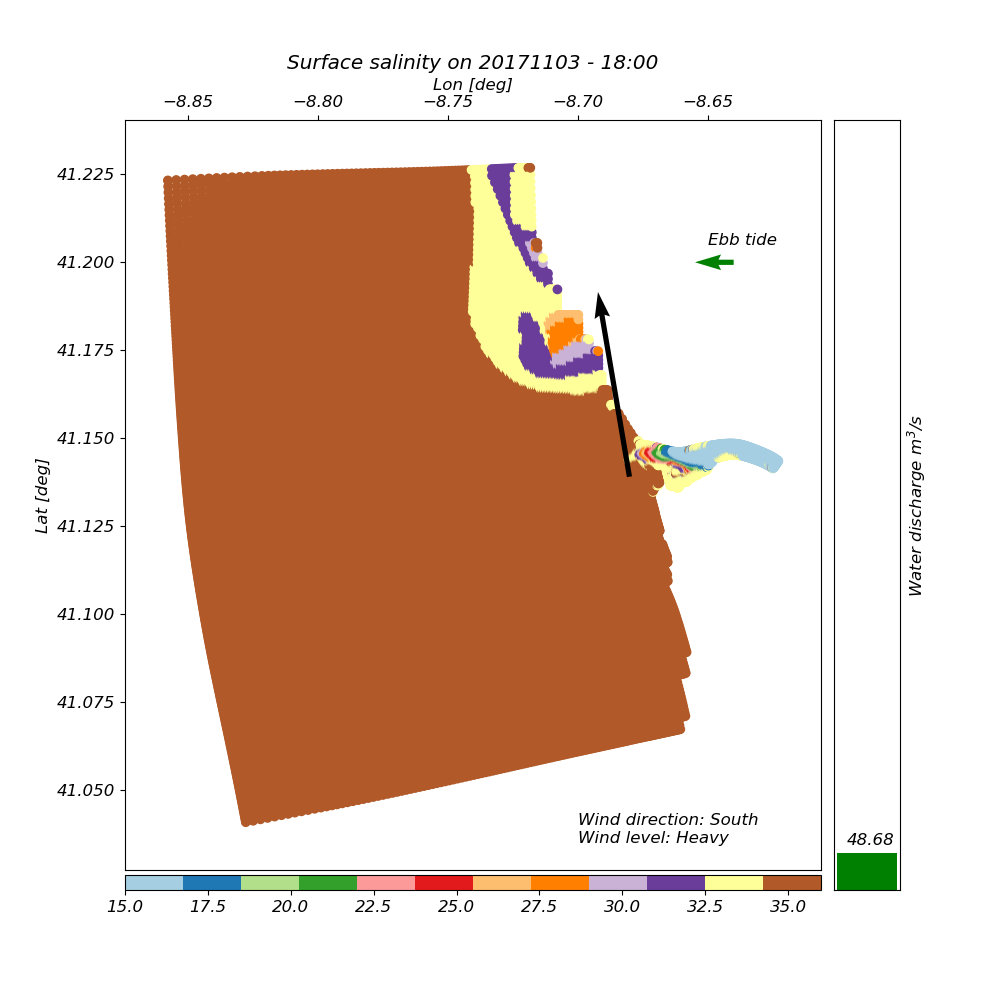 Surface salinity on 20171103 - 18:00
Lon [deg]
−8.85 −8.80 −8.75 −8.70 −8.65
41.225
41.200
41.175
41.150
41.125
41.100
41.075
41.050
Lat [deg]
Ebb tide
Wind direction: South
Wind level: Heavy
15.0 17.5 20.0 22.5 25.0 27.5 30.0 32.5 35.0
48.68
Water discharge m³/s